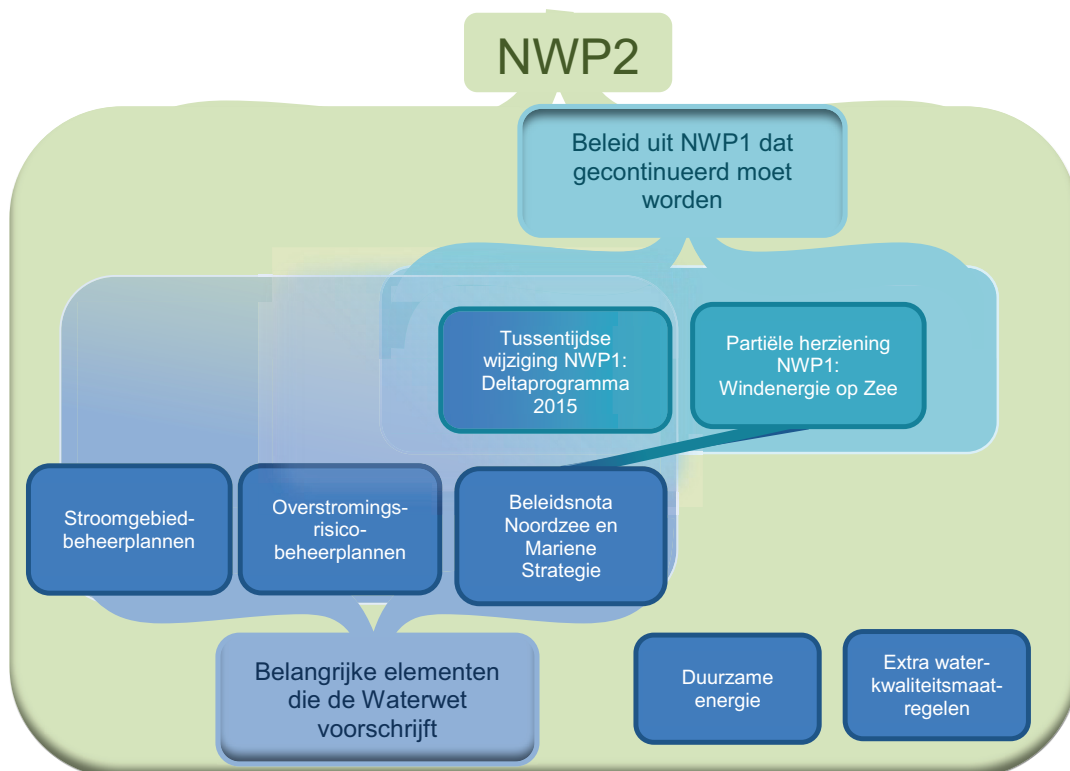 NWP2
Beleid uit NWP1 dat
gecontinueerd moet
worden
Tussentijdse
wijziging NWP1:
Deltaprogramma
2015
Partiële herziening
NWP1:
Windenergie op Zee
Stroomgebied-
beheerplannen
Overstromings-
risico-
beheerplannen
Beleidsnota
Noordzee en
Mariene
Strategie
Belangrijke elementen
die de Waterwet
voorschrijft
Duurzame
energie
Extra water-
kwaliteitsmaat-
regelen